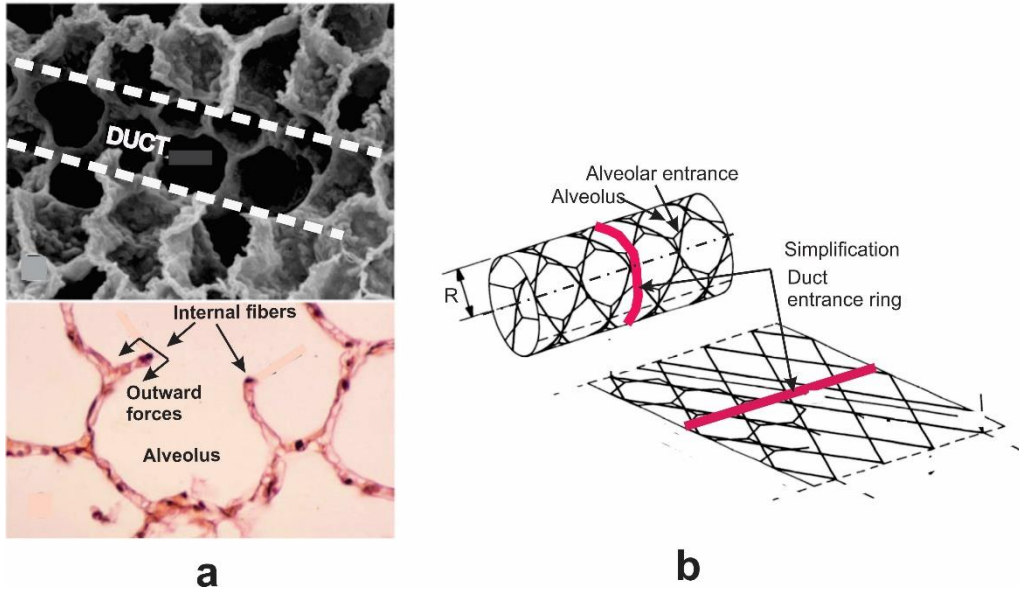 DUCT
Internal fibers
Outward
forces
Alveolus
a
Alveolar entrance
Alveolus
Simplification
Duct
entrance ring
R
b